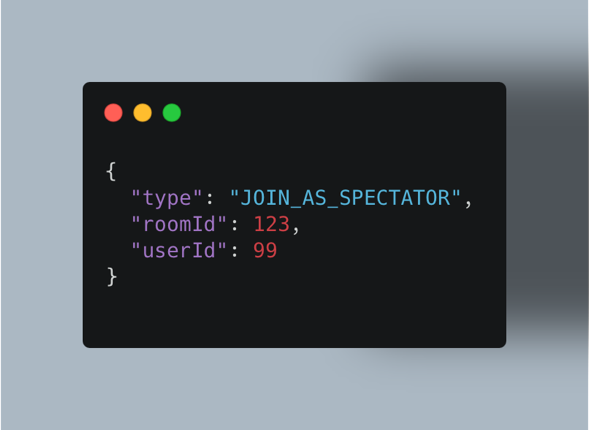 {
  "type": "JOIN_AS_SPECTATOR",
  "roomId": 123,
  "userId": 99
}